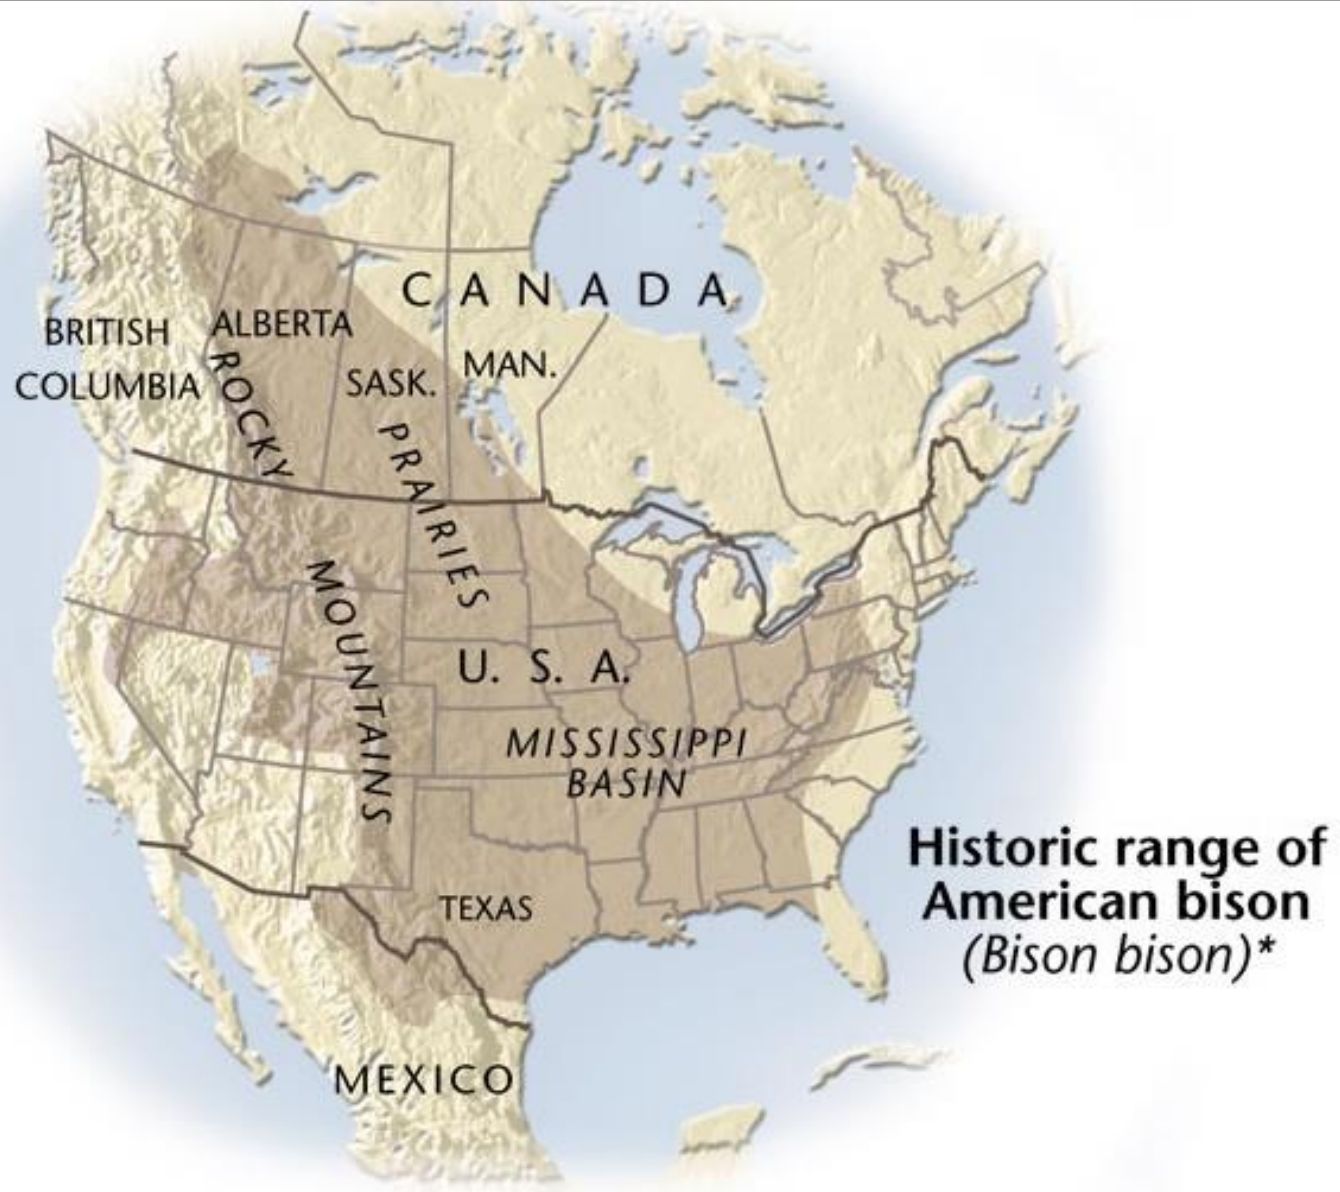 CANADA
BRITISH
COLUMBIA
ALBERTA
SASK.
MAN.
ROCKY
MOUNTAINS
PRAIRIES
U. S. A.
MISSISSIPPI
BASIN
TEXAS
MEXICO
Historic range of
American bison
(Bison bison)*